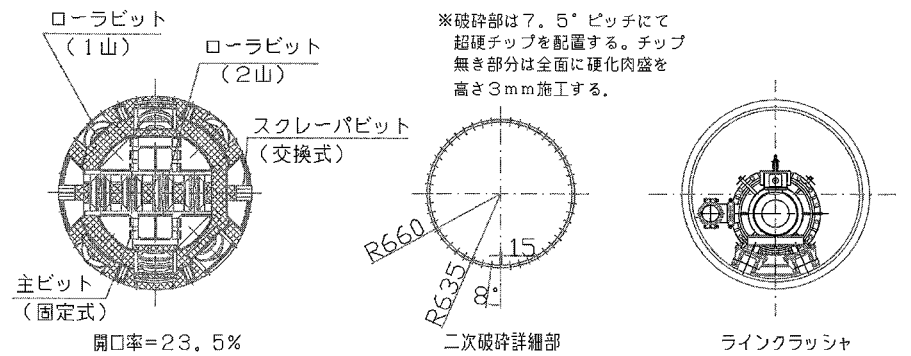 ローラビット
（1山）
ローラビット
（2山）
スクレーパビット
（交換式）
主ビット
（固定式）
開口率＝23．5％
※破砕部は7．5°ピッチにて
超硬チップを配置する。チップ
無き部分は全面に硬化肉盛を
高さ3mm施工する。
R660
R635
15
8°
二次破砕詳細部
ラインクラッシャ